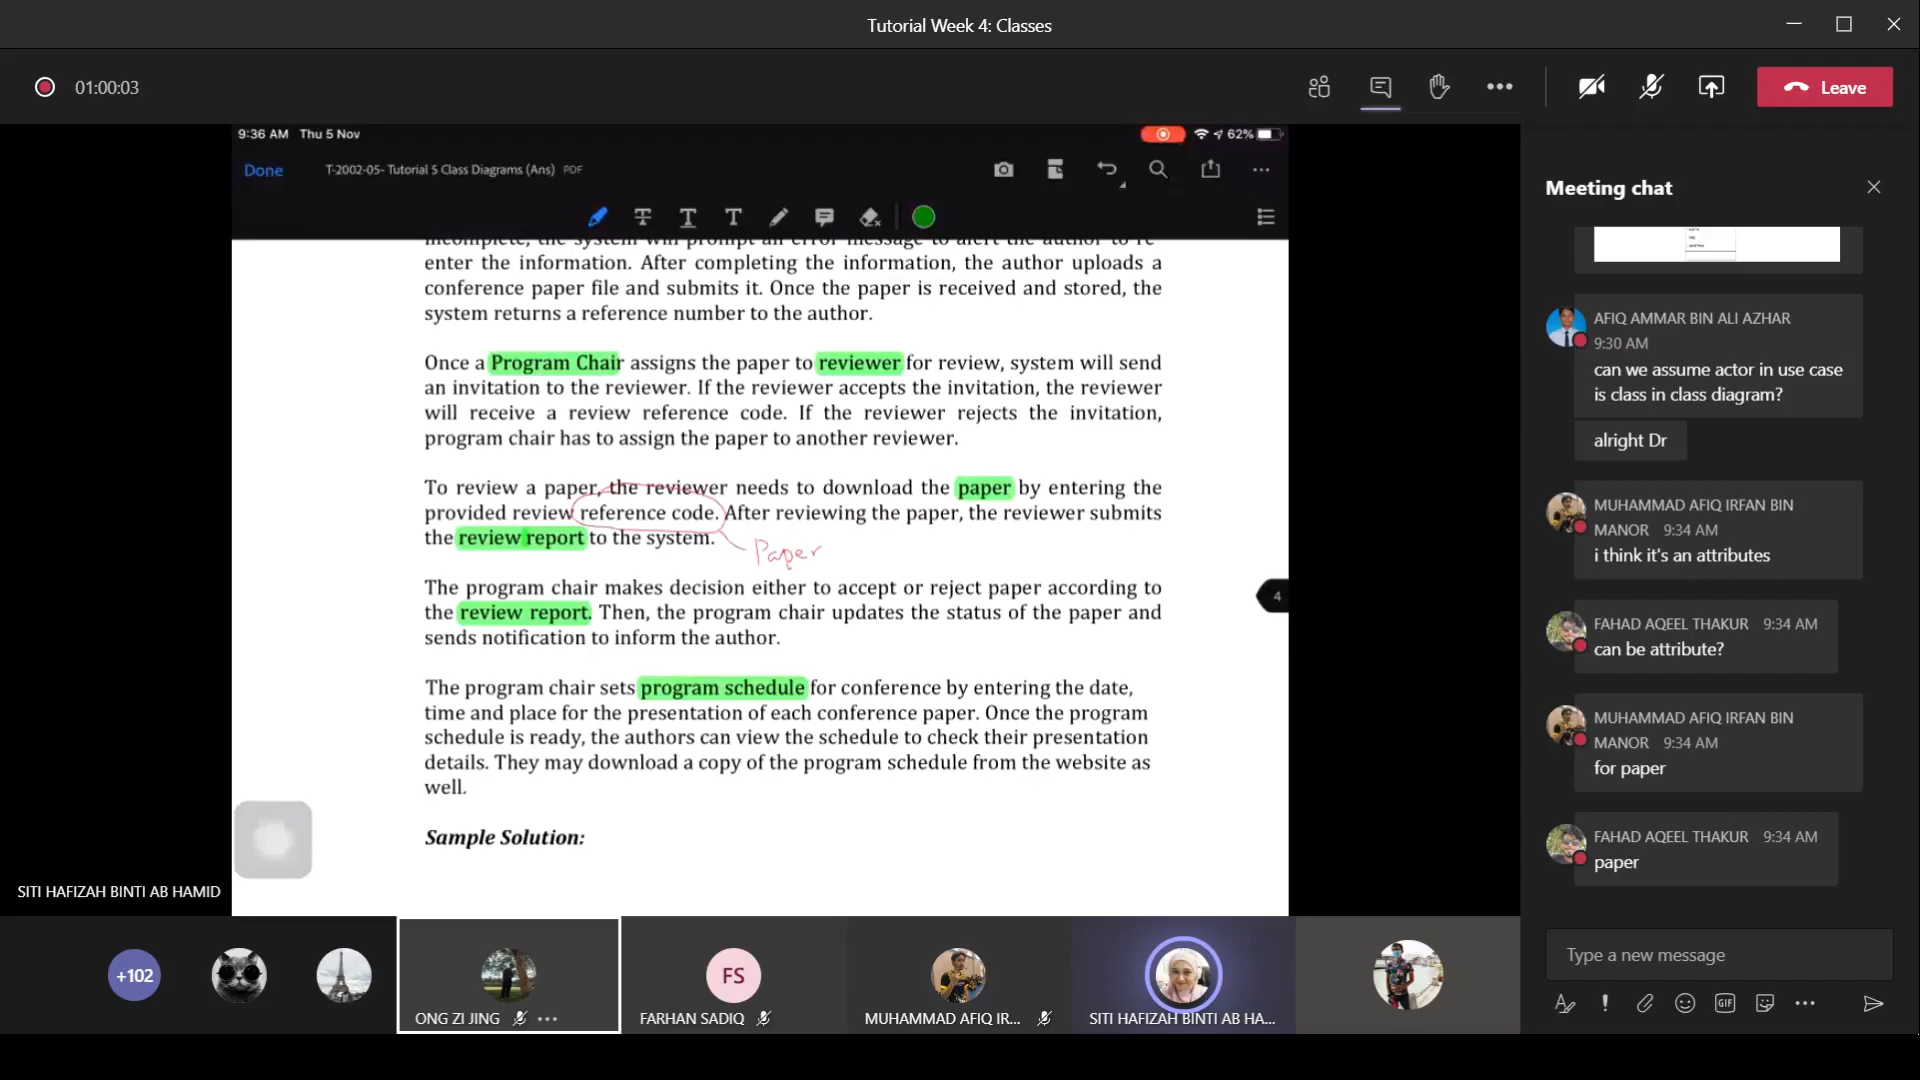 Tutorial Week 4: Classes
01:00:03
Leave
9:36 AM Thu 5 Nov
62%
Done
T-2002-05- Tutorial 5 Class Diagrams (Ans) PDF
incomplete, the system will prompt an error message to alert the author to re-
enter the information. After completing the information, the author uploads a
conference paper file and submits it. Once the paper is received and stored, the
system returns a reference number to the author.
Once a Program Chair assigns the paper to reviewer for review, system will send
an invitation to the reviewer. If the reviewer accepts the invitation, the reviewer
will receive a review reference code. If the reviewer rejects the invitation,
program chair has to assign the paper to another reviewer.
To review a paper, the reviewer needs to download the paper by entering the
provided review reference code. After reviewing the paper, the reviewer submits
the review report to the system.
Paper
The program chair makes decision either to accept or reject paper according to
the review report. Then, the program chair updates the status of the paper and
sends notification to inform the author.
4
The program chair sets program schedule for conference by entering the date,
time and place for the presentation of each conference paper. Once the program
schedule is ready, the authors can view the schedule to check their presentation
details. They may download a copy of the program schedule from the website as
well.
Sample Solution:
SITI HAFIZAH BINTI AB HAMID
+102
ONG ZI JING
FS
FARHAN SADIQ
MUHAMMAD AFIQ IR...
SITI HAFIZAH BINTI AB HA...
Meeting chat
AFIQ AMMAR BIN ALI AZHAR
9:30 AM
can we assume actor in use case
is class in class diagram?
alright Dr
MUHAMMAD AFIQ IRFAN BIN
MANOR 9:34 AM
i think it's an attributes
FAHAD AQEEL THAKUR 9:34 AM
can be attribute?
MUHAMMAD AFIQ IRFAN BIN
MANOR 9:34 AM
for paper
FAHAD AQEEL THAKUR 9:34 AM
paper
Type a new message
GIF